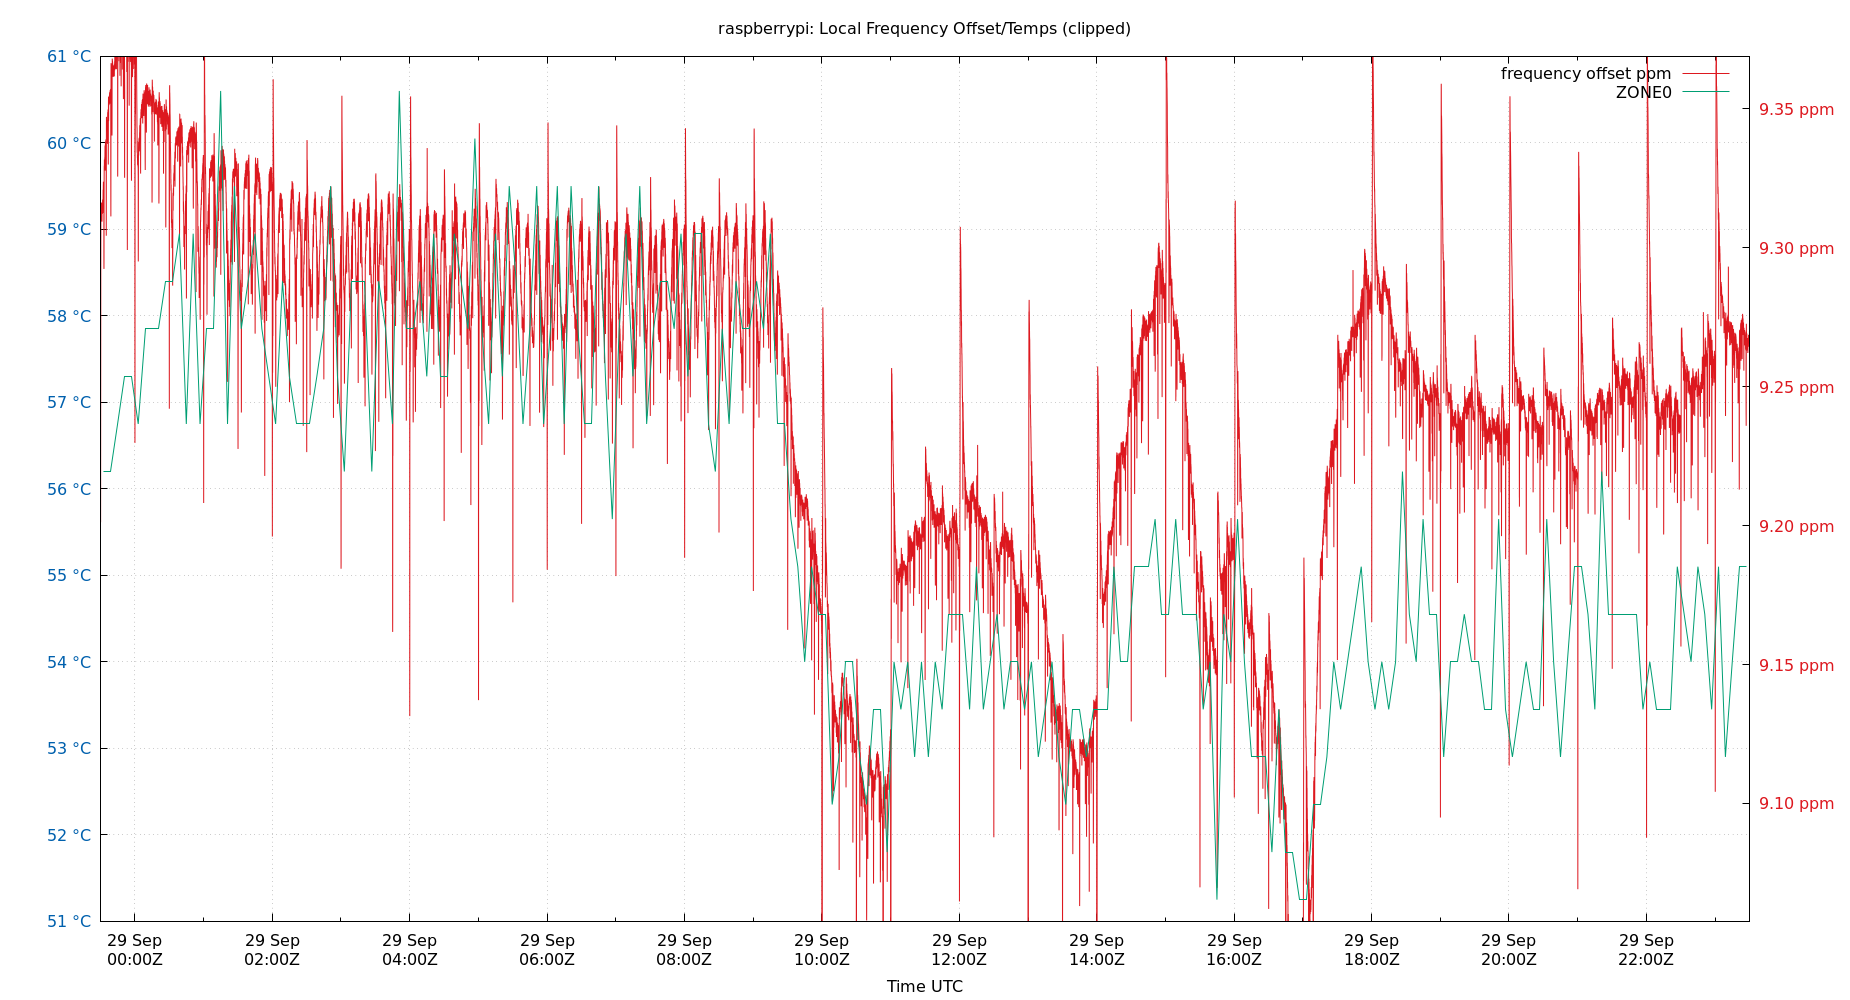 raspberrypi: Local Frequency Offset/Temps (clipped)
61 °C
60 °C
59 °C
58 °C
57 °C
56 °C
55 °C
54 °C
53 °C
52 °C
51 °C
frequency offset ppm
ZONE0
9.35 ppm
9.30 ppm
9.25 ppm
9.20 ppm
9.15 ppm
9.10 ppm
29 Sep
00:00Z
29 Sep
02:00Z
29 Sep
04:00Z
29 Sep
06:00Z
29 Sep
08:00Z
29 Sep
10:00Z
29 Sep
12:00Z
29 Sep
14:00Z
29 Sep
16:00Z
29 Sep
18:00Z
29 Sep
20:00Z
29 Sep
22:00Z
Time UTC